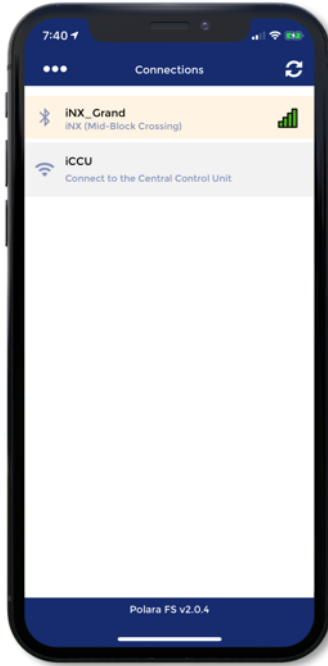 7:40
Connections
iNX_Grand
iNX (Mid-Block Crossing)
iCCU
Connect to the Central Control Unit
Polara FS v2.0.4